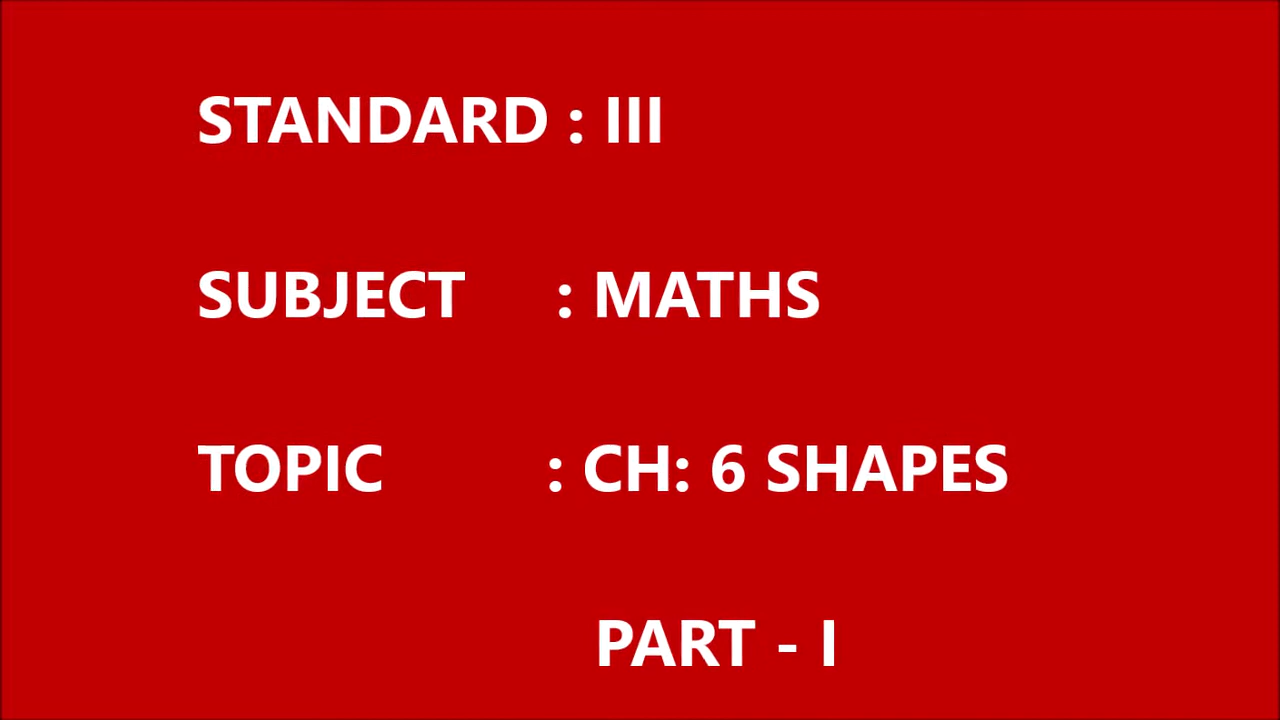 STANDARD : III
SUBJECT : MATHS
TOPIC : CH: 6 SHAPES
PART - I